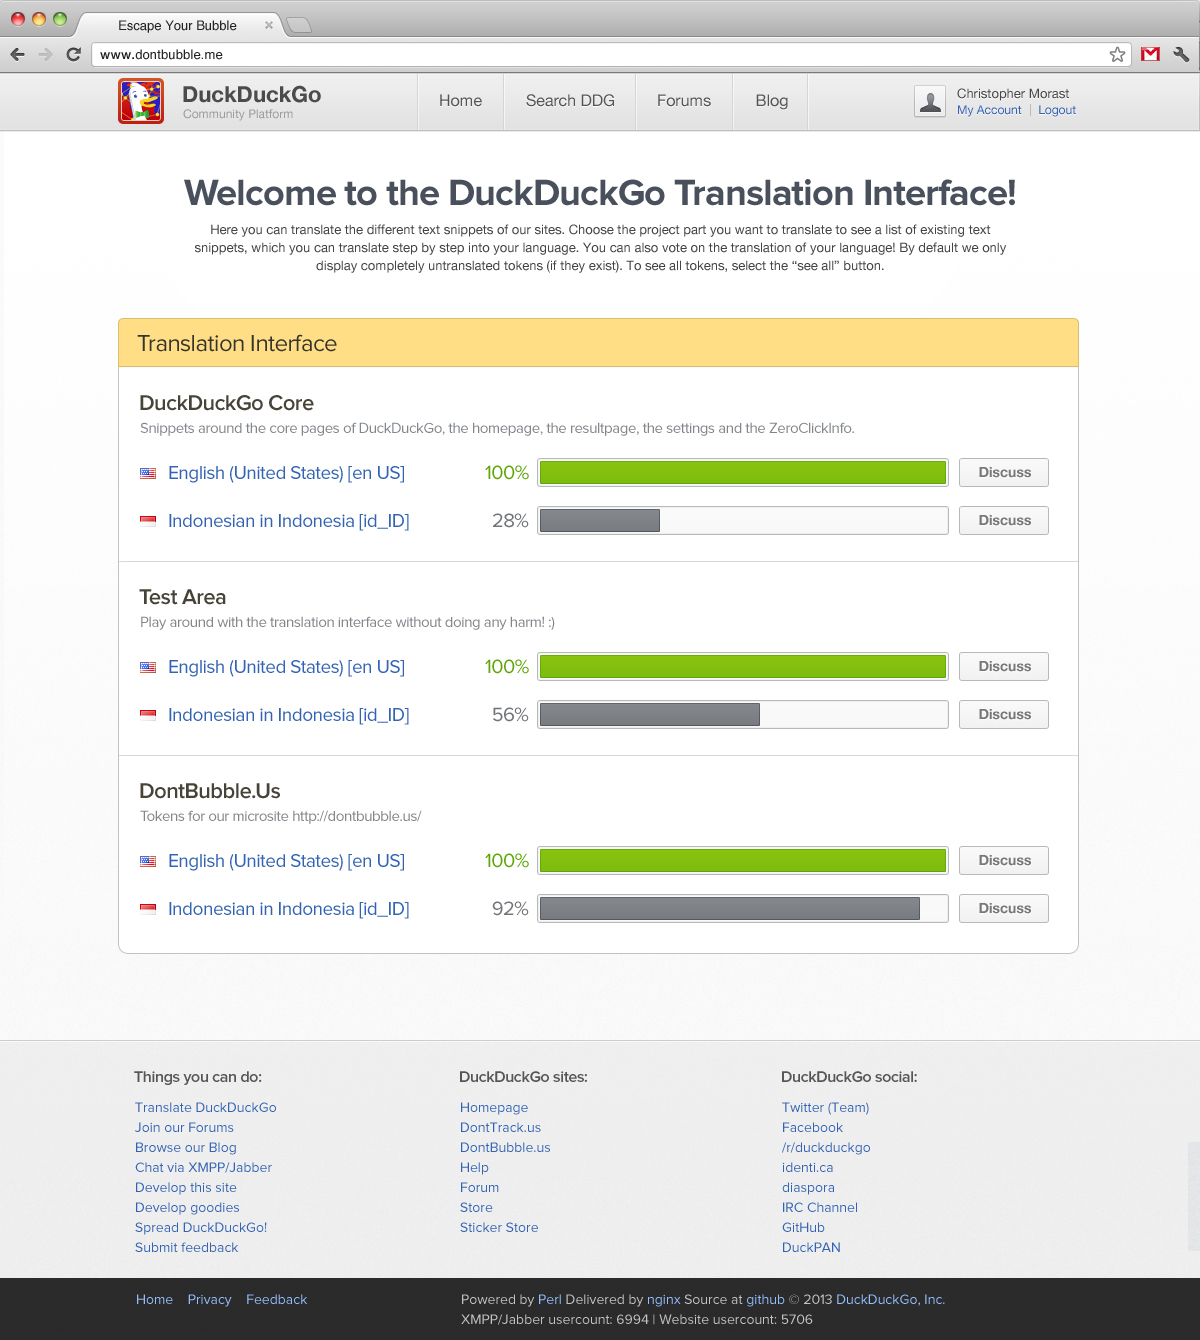 Escape Your Bubble
www.dontbubble.me
DuckDuckGo
Community Platform
Home
Search DDG
Forums
Blog
Christopher Morast
My Account | Logout
Welcome to the DuckDuckGo Translation Interface!
Here you can translate the different text snippets of our sites. Choose the project part you want to translate to see a list of existing text
snippets, which you can translate step by step into your language. You can also vote on the translation of your language! By default we only
display completely untranslated tokens (if they exist). To see all tokens, select the “see all” button.
Translation Interface
DuckDuckGo Core
Snippets around the core pages of DuckDuckGo, the homepage, the resultpage, the settings and the ZeroClickInfo.
English (United States) [en US] 100% Discuss
Indonesian in Indonesia [id_ID] 28% Discuss
Test Area
Play around with the translation interface without doing any harm! :)
English (United States) [en US] 100% Discuss
Indonesian in Indonesia [id_ID] 56% Discuss
DontBubble.Us
Tokens for our microsite http://dontbubble.us/
English (United States) [en US] 100% Discuss
Indonesian in Indonesia [id_ID] 92% Discuss
Things you can do:
Translate DuckDuckGo
Join our Forums
Browse our Blog
Chat via XMPP/Jabber
Develop this site
Develop goodies
Spread DuckDuckGo!
Submit feedback
DuckDuckGo sites:
Homepage
DontTrack.us
DontBubble.us
Help
Forum
Store
Sticker Store
DuckDuckGo social:
Twitter (Team)
Facebook
/r/duckduckgo
identi.ca
diaspora
IRC Channel
GitHub
DuckPAN
Home Privacy Feedback
Powered by Perl Delivered by nginx Source at github © 2013 DuckDuckGo, Inc.
XMPP/Jabber usercount: 6994 | Website usercount: 5706